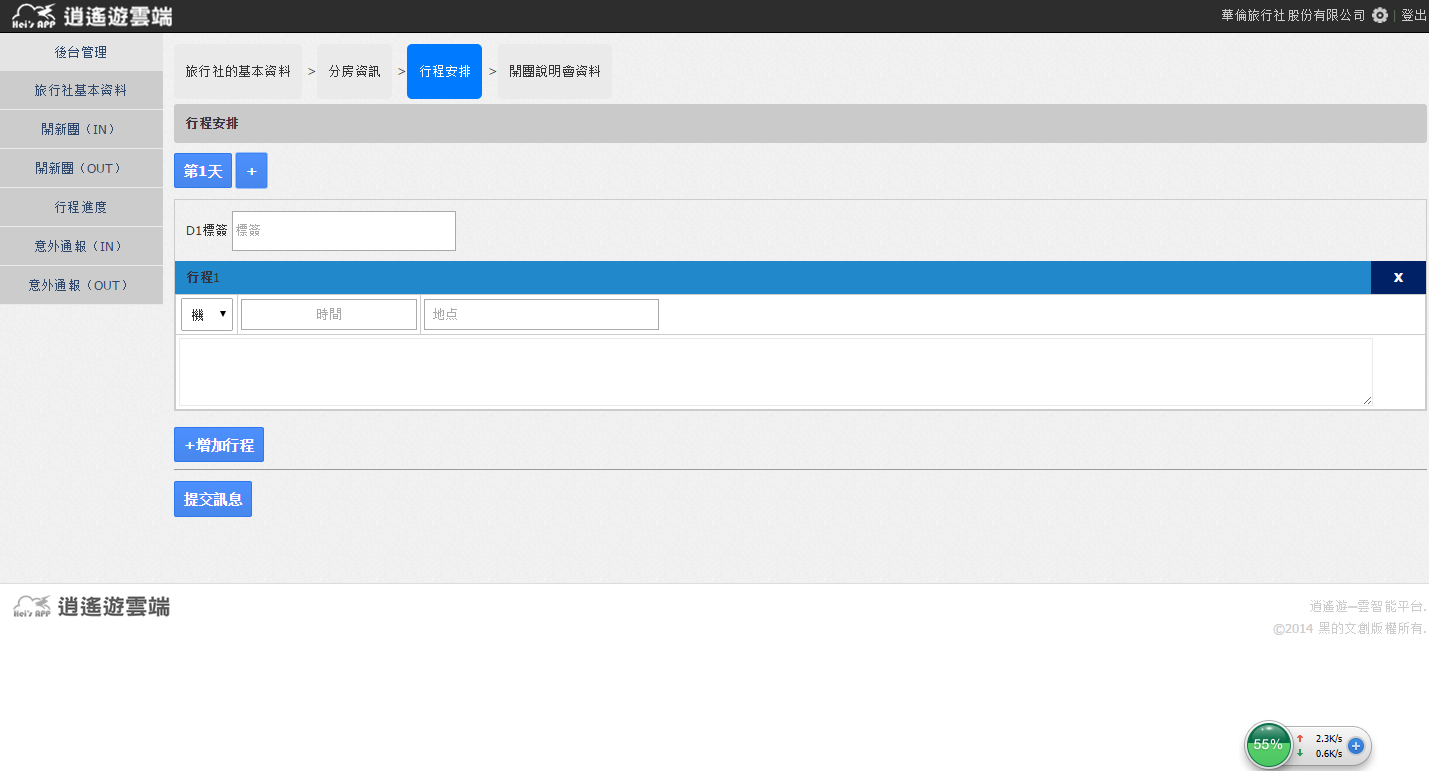 Hei's APP 逍遙遊雲端
華倫旅行社股份有限公司 | 登出
後台管理
旅行社基本資料
開新團（IN）
開新團（OUT）
行程進度
意外通報（IN）
意外通報（OUT）
旅行社的基本資料 > 分房資訊 > 行程安排 > 開團說明會資料
行程安排
第1天 +
D1標簽 標簽
行程1 x
機 ▼ 時間 地点
+增加行程
提交訊息
Hei's APP 逍遙遊雲端
逍遙遊—雲智能平台.
©2014 黑的文創版權所有.
55% ↑ 2.3K/s
↓ 0.6K/s +